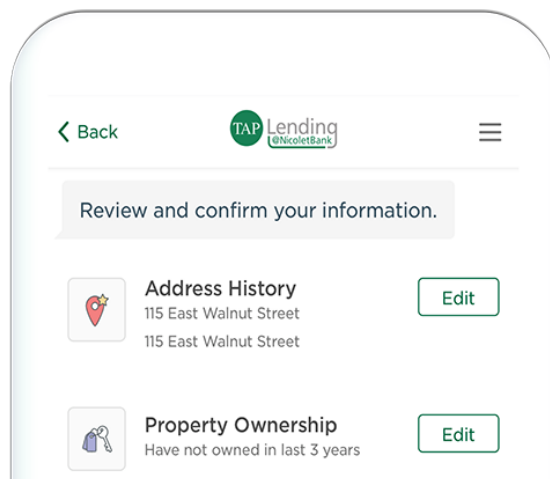 Back
TAP Lending
@NicoletBank
Review and confirm your information.
Address History
115 East Walnut Street
115 East Walnut Street
Edit
Property Ownership
Have not owned in last 3 years
Edit